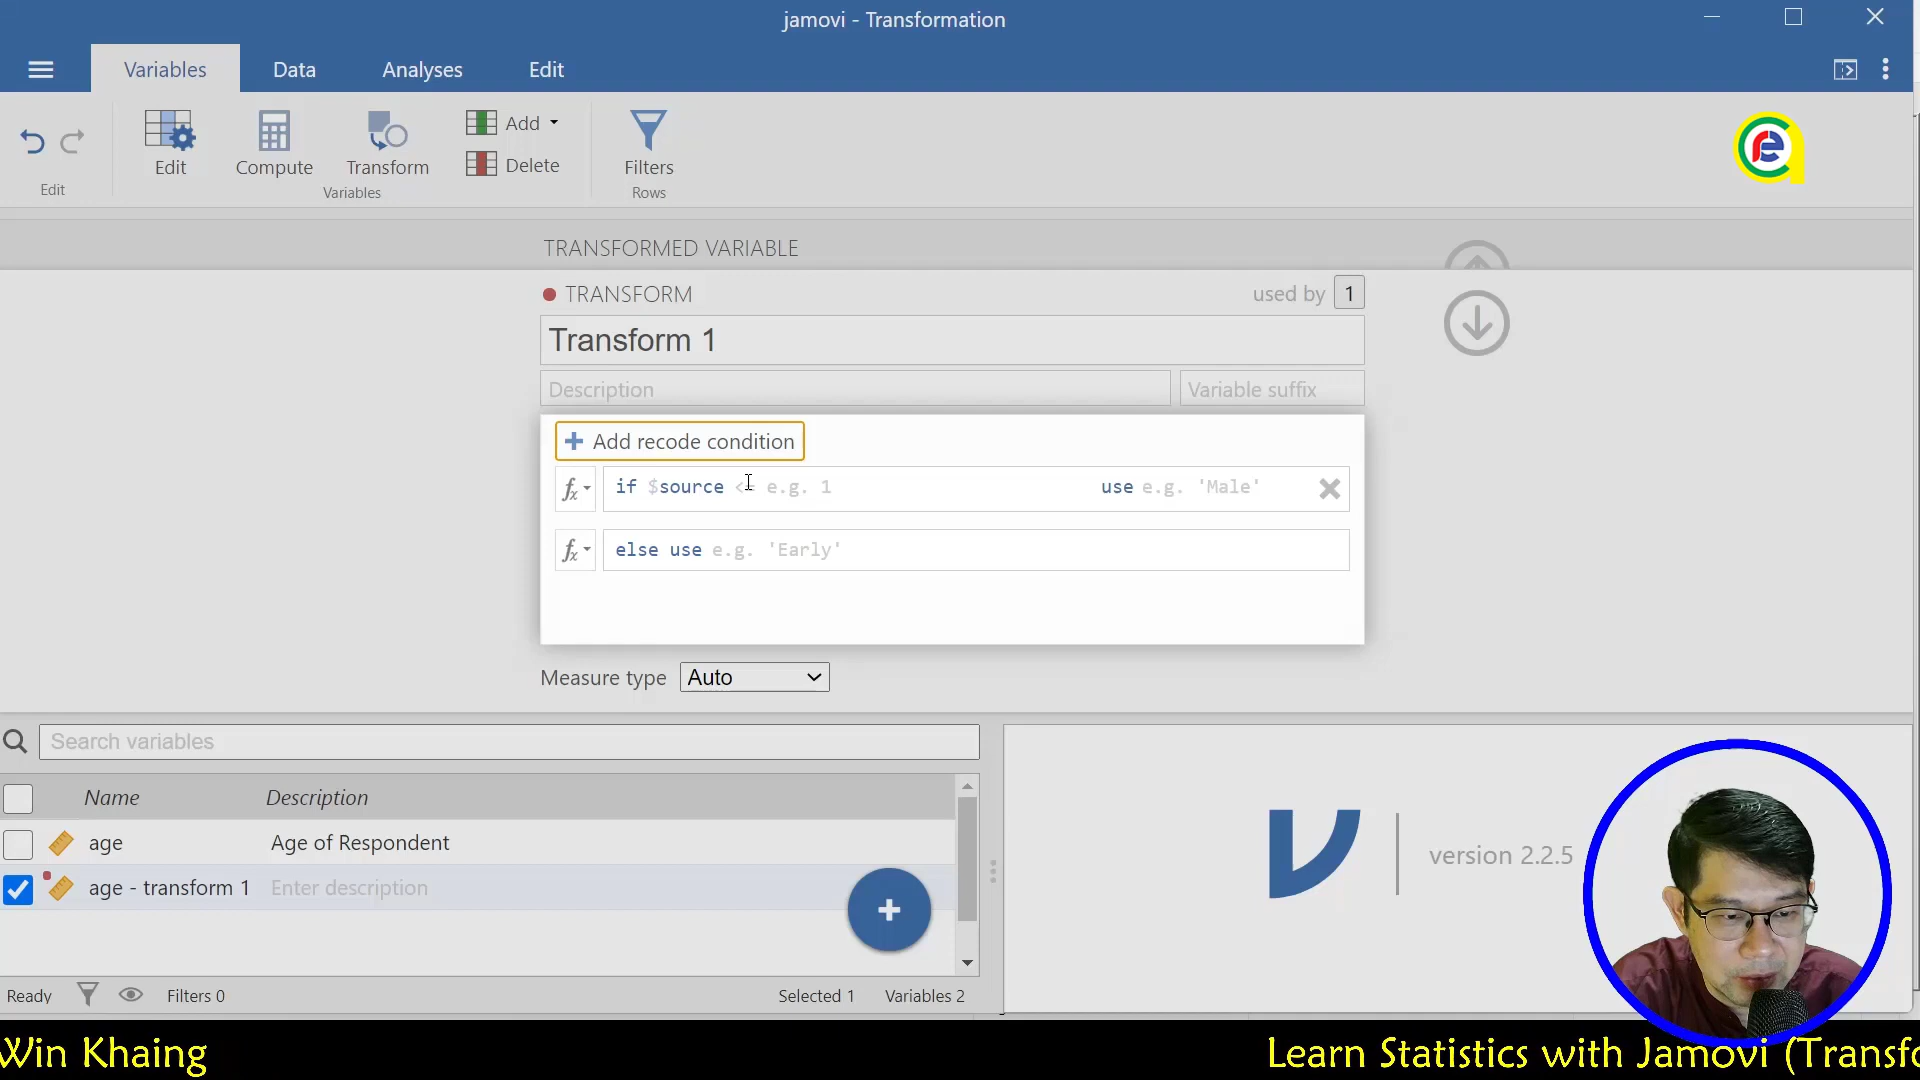 jamovi - Transformation
Variables Data Analyses Edit
Add
Edit Compute Transform Delete Filters
Edit Variables Rows
TRANSFORMED VARIABLE
TRANSFORM used by 1
Transform 1
Description Variable suffix
+ Add recode condition
fx if $source <= e.g. 1 use e.g. 'Male'
fx else use e.g. 'Early'
Measure type Auto
Search variables
Name Description
age Age of Respondent
age - transform 1 Enter description
version 2.2.5
Ready Filters 0 Selected 1 Variables 2
Win Khaing Learn Statistics with Jamovi (Transfo